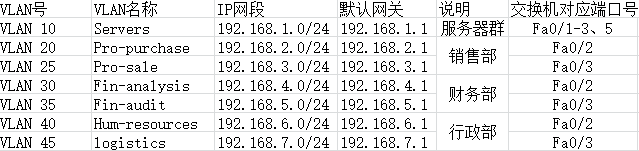 VLAN号 VLAN名称 IP网段 默认网关 说明 交换机对应端口号
VLAN 10 Servers 192.168.1.0/24 192.168.1.1 服务器群 Fa0/1-3、5
VLAN 20 Pro-purchase 192.168.2.0/24 192.168.2.1 销售部 Fa0/2
VLAN 25 Pro-sale 192.168.3.0/24 192.168.3.1 Fa0/3
VLAN 30 Fin-analysis 192.168.4.0/24 192.168.4.1 财务部 Fa0/2
VLAN 35 Fin-audit 192.168.5.0/24 192.168.5.1 Fa0/3
VLAN 40 Hum-resources 192.168.6.0/24 192.168.6.1 行政部 Fa0/2
VLAN 45 logistics 192.168.7.0/24 192.168.7.1 Fa0/3